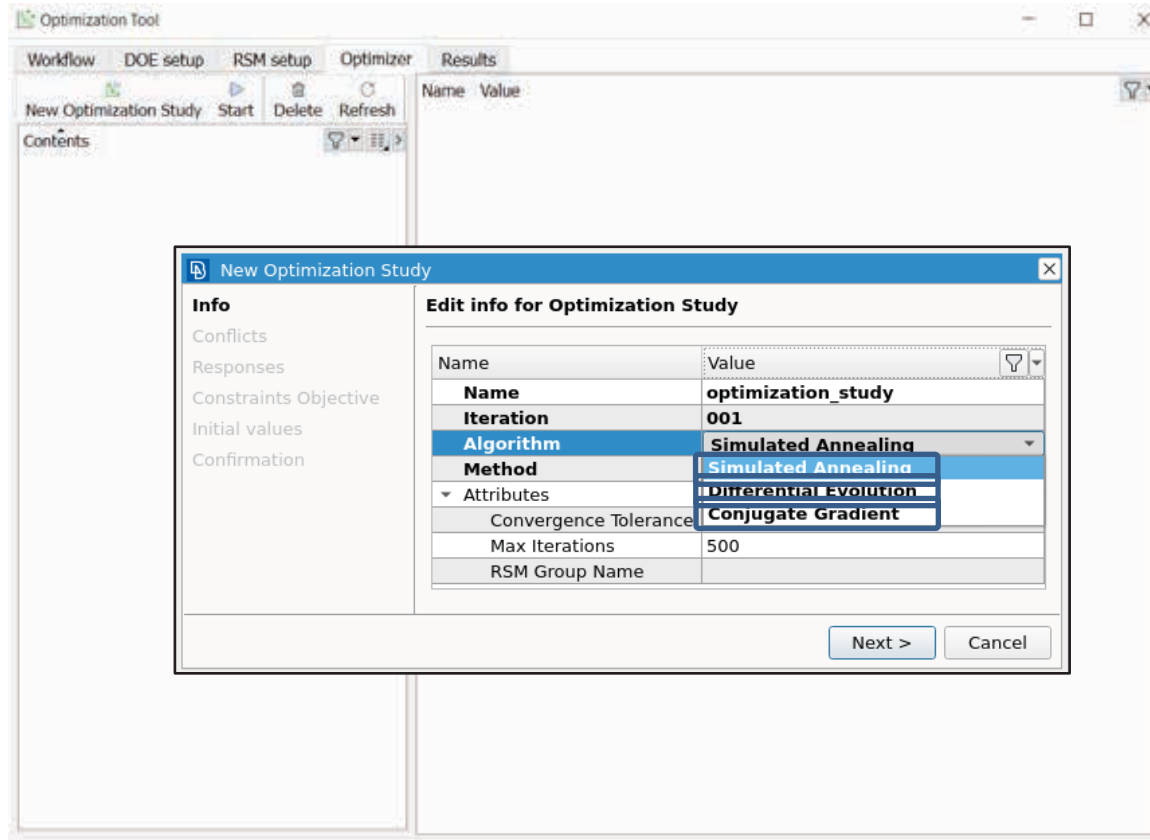 Optimization Tool
Workflow DOE setup RSM setup Optimizer Results
New Optimization Study Start Delete Refresh
Name Value
Contents
New Optimization Study
Info
Conflicts
Responses
Constraints Objective
Initial values
Confirmation
Edit info for Optimization Study
Name Value
Name optimization_study
Iteration 001
Algorithm Simulated Annealing
Method Simulated Annealing
Attributes Differential Evolution
Convergence Tolerance Conjugate Gradient
Max Iterations 500
RSM Group Name
Next > Cancel